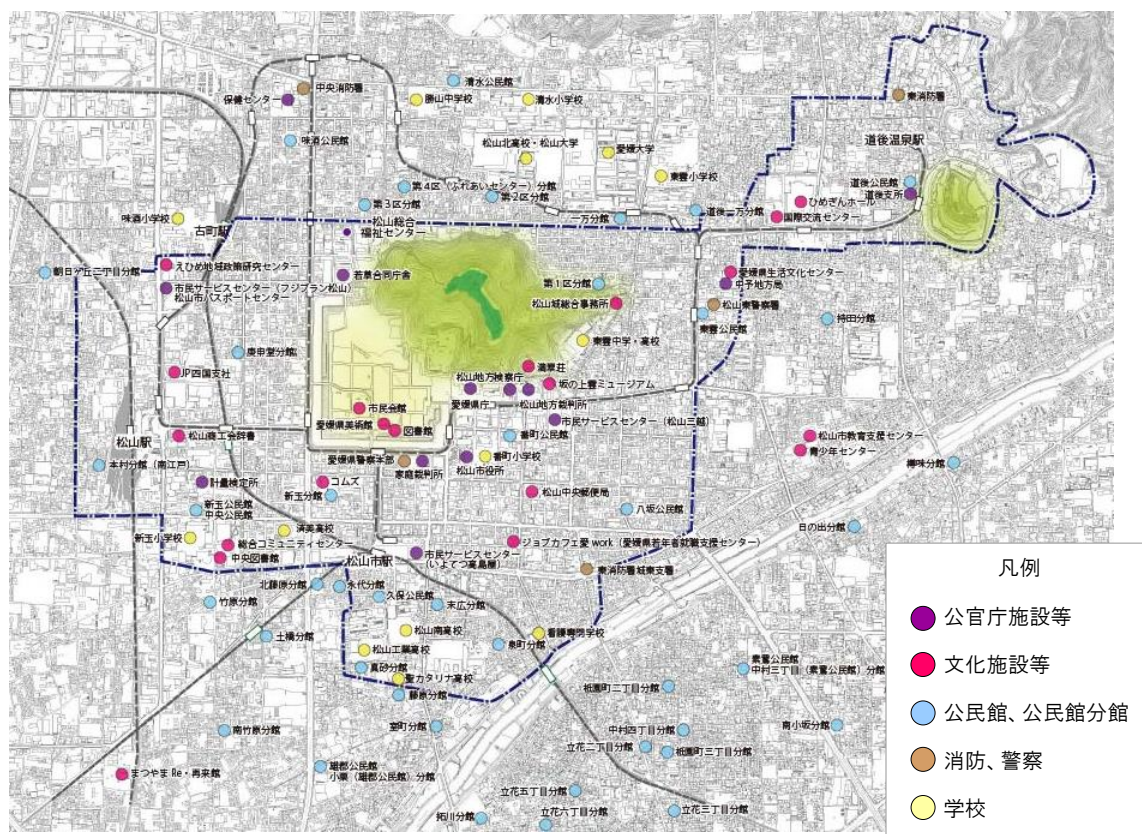 清水公民館
中央消防署
保健センター
勝山中学校
清水小学校
東消防署
味酒公民館
松山北高校・松山大学
愛媛大学
道後温泉駅
東雲小学校
道後公民館
道後支所
第4区（ふれあいセンター）分館
第2区分館
第3区分館
ひめぎんホール
国際交流センター
道後一万分館
一万分館
味酒小学校
古町駅
松山総合
福祉センター
朝日ヶ丘二丁目分館
えひめ地域政策研究センター
若草合同庁舎
市民サービスセンター（フジグラン松山）
松山市パスポートセンター
第1区分館
松山城総合事務所
愛媛県生活文化センター
中予地方局
松山東警察署
東雲公民館
持田分館
東雲中学・高校
庚申堂分館
JP四国支社
萬翠荘
松山地方検察庁
坂の上雲ミュージアム
愛媛県庁
松山地方裁判所
市民会館
市民サービスセンター（松山三越）
愛媛県美術館
図書館
番町公民館
松山駅
松山商工会辞書
松山市教育支援センター
青少年センター
本村分館（南江戸）
愛媛県警察本部
家庭裁判所
松山市役所
番町小学校
樽味分館
計量検定所
コムズ
新玉分館
松山中央郵便局
新玉公民館
中央公民館
八坂公民館
日の出分館
済美高校
新玉小学校
総合コミュニティセンター
中央図書館
ジョブカフェ愛work（愛媛県若年者就職支援センター）
松山市駅
市民サービスセンター
（いよてつ高島屋）
東消防署城東支署
北藤原分館
永代分館
久保公民館
末広分館
竹原分館
土橋分館
松山南高校
松山工業高校
看護専門学校
泉町分館
真砂分館
聖カタリナ高校
藤原分館
素鵞公民館
中村三丁目（素鵞公民館）分館
祇園町二丁目分館
室町分館
南竹原分館
中村四丁目分館
南小坂分館
立花二丁目分館
祇園町三丁目分館
まつやまRe・再来館
雄郡公民館
小栗（雄郡公民館）分館
立花五丁目分館
拓川分館
立花六丁目分館
立花三丁目分館
凡例
公官庁施設等
文化施設等
公民館、公民館分館
消防、警察
学校